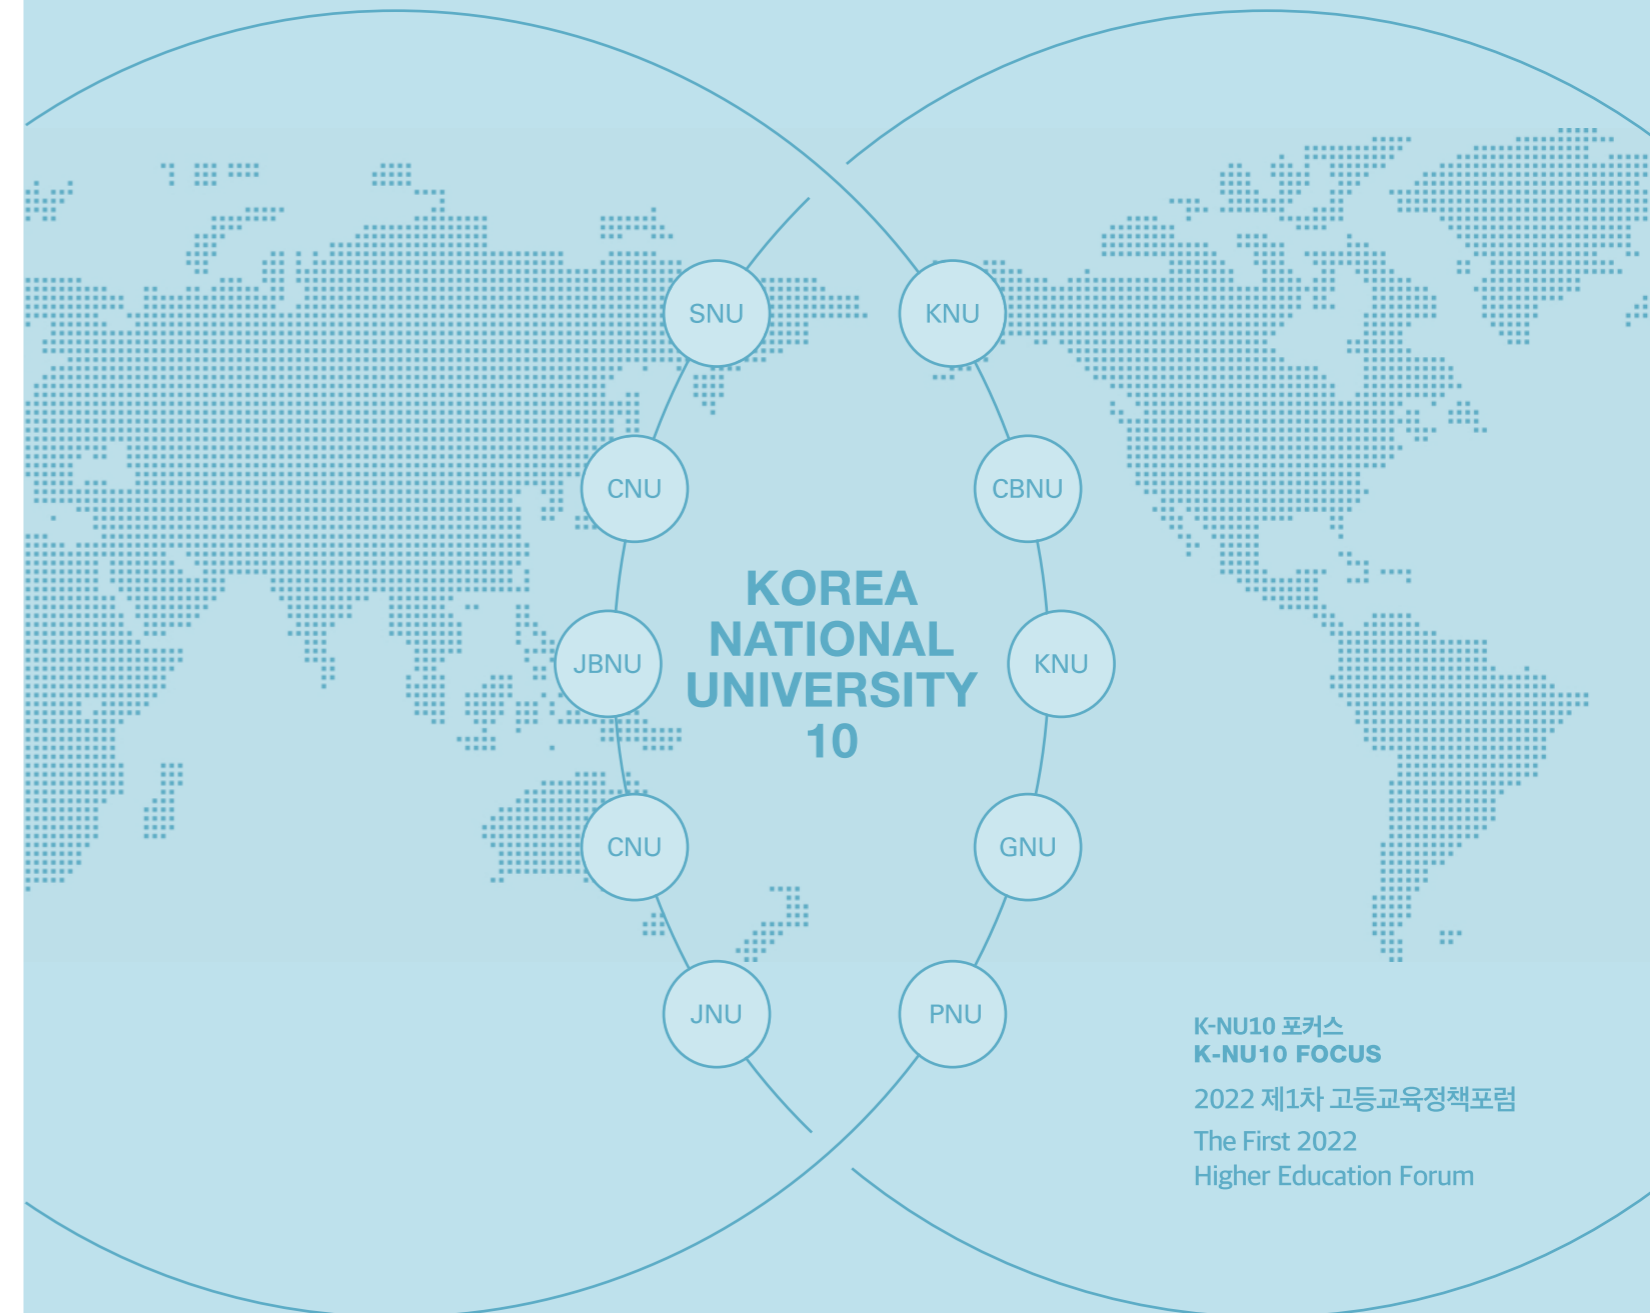 SNU
KNU
CNU
CBNU
KOREA
NATIONAL
UNIVERSITY
10
JBNU
KNU
CNU
GNU
JNU
PNU
K-NU10 포커스
K-NU10 FOCUS
2022 제1차 고등교육정책포럼
The First 2022
Higher Education Forum